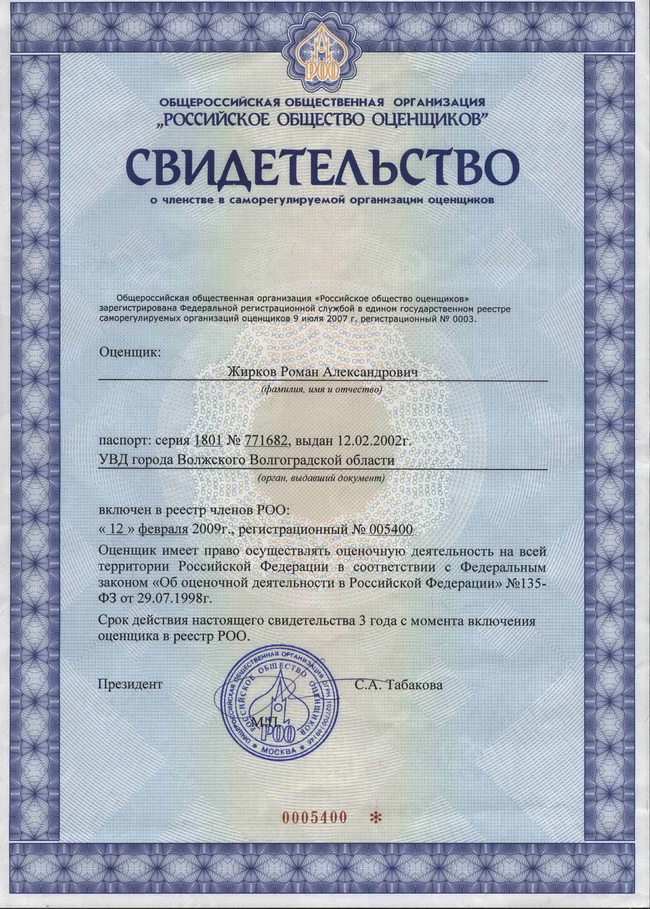 РОО
ОБЩЕРОССИЙСКАЯ ОБЩЕСТВЕННАЯ ОРГАНИЗАЦИЯ
„РОССИЙСКОЕ ОБЩЕСТВО ОЦЕНЩИКОВ”
СВИДЕТЕЛЬСТВО
о членстве в саморегулируемой организации оценщиков
Общероссийская общественная организация «Российское общество оценщиков»
зарегистрирована Федеральной регистрационной службой в едином государственном реестре
саморегулируемых организаций оценщиков 9 июля 2007 г. регистрационный № 0003.
Оценщик:
Жирков Роман Александрович
(фамилия, имя и отчество)
паспорт: серия 1801 № 771682, выдан 12.02.2002г.
УВД города Волжского Волгоградской области
(орган, выдавший документ)
включен в реестр членов РОО:
« 12 » февраля 2009г., регистрационный № 005400
Оценщик имеет право осуществлять оценочную деятельность на всей
территории Российской Федерации в соответствии с Федеральным
законом «Об оценочной деятельности в Российской Федерации» №135-
ФЗ от 29.07.1998г.
Срок действия настоящего свидетельства 3 года с момента включения
оценщика в реестр РОО.
Президент
С.А. Табакова
ОБЩЕРОССИЙСКАЯ ОБЩЕСТВЕННАЯ ОРГАНИЗАЦИЯ
РОССИЙСКОЕ ОБЩЕСТВО ОЦЕНЩИКОВ
М.П.
РОО
* МОСКВА *
0005400 *